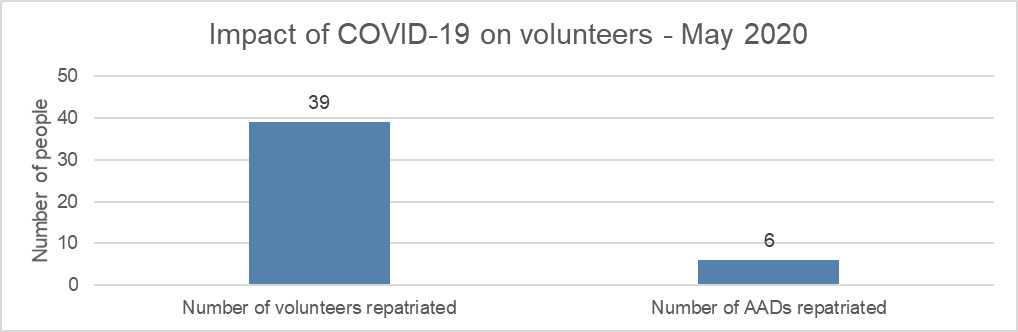 Impact of COVID-19 on volunteers - May 2020
Number of people
50
40
30
20
10
0
39
6
Number of volunteers repatriated
Number of AADs repatriated